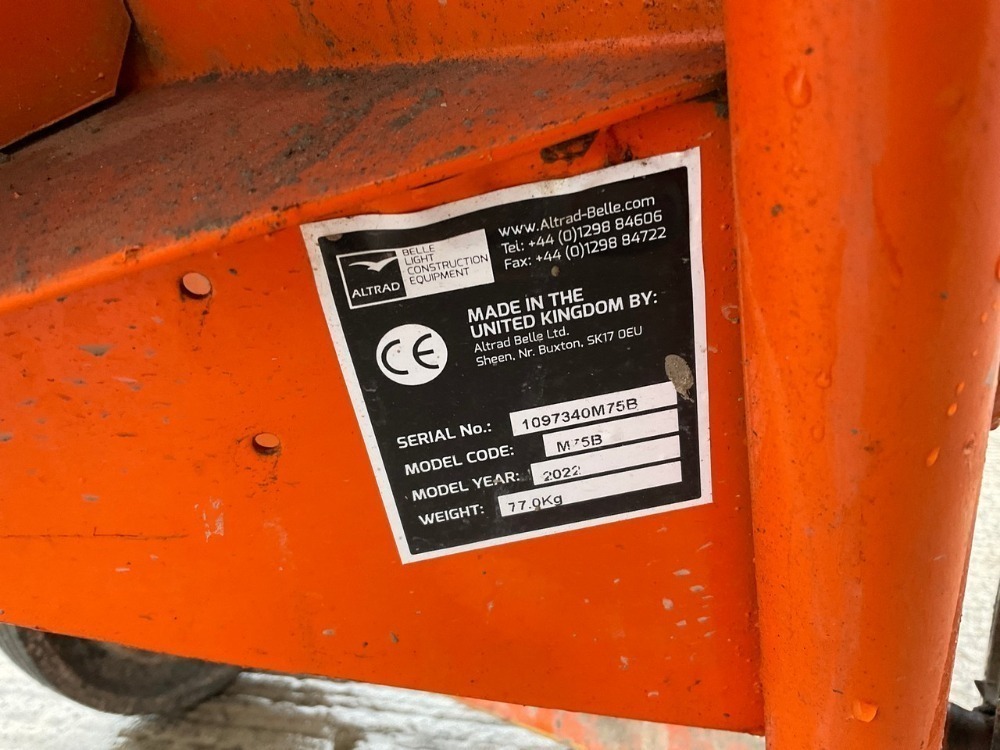 ALTRAD
BELLE
LIGHT
CONSTRUCTION
EQUIPMENT
www.Altrad-Belle.com
Tel: +44 (0)1298 84606
Fax: +44 (0)1298 84722
CE
MADE IN THE
UNITED KINGDOM BY:
Altrad Belle Ltd.
Sheen, Nr. Buxton, SK17 0EU
SERIAL No.: 1097340M75B
MODEL CODE: M75B
MODEL YEAR: 2022
WEIGHT: 77.0Kg